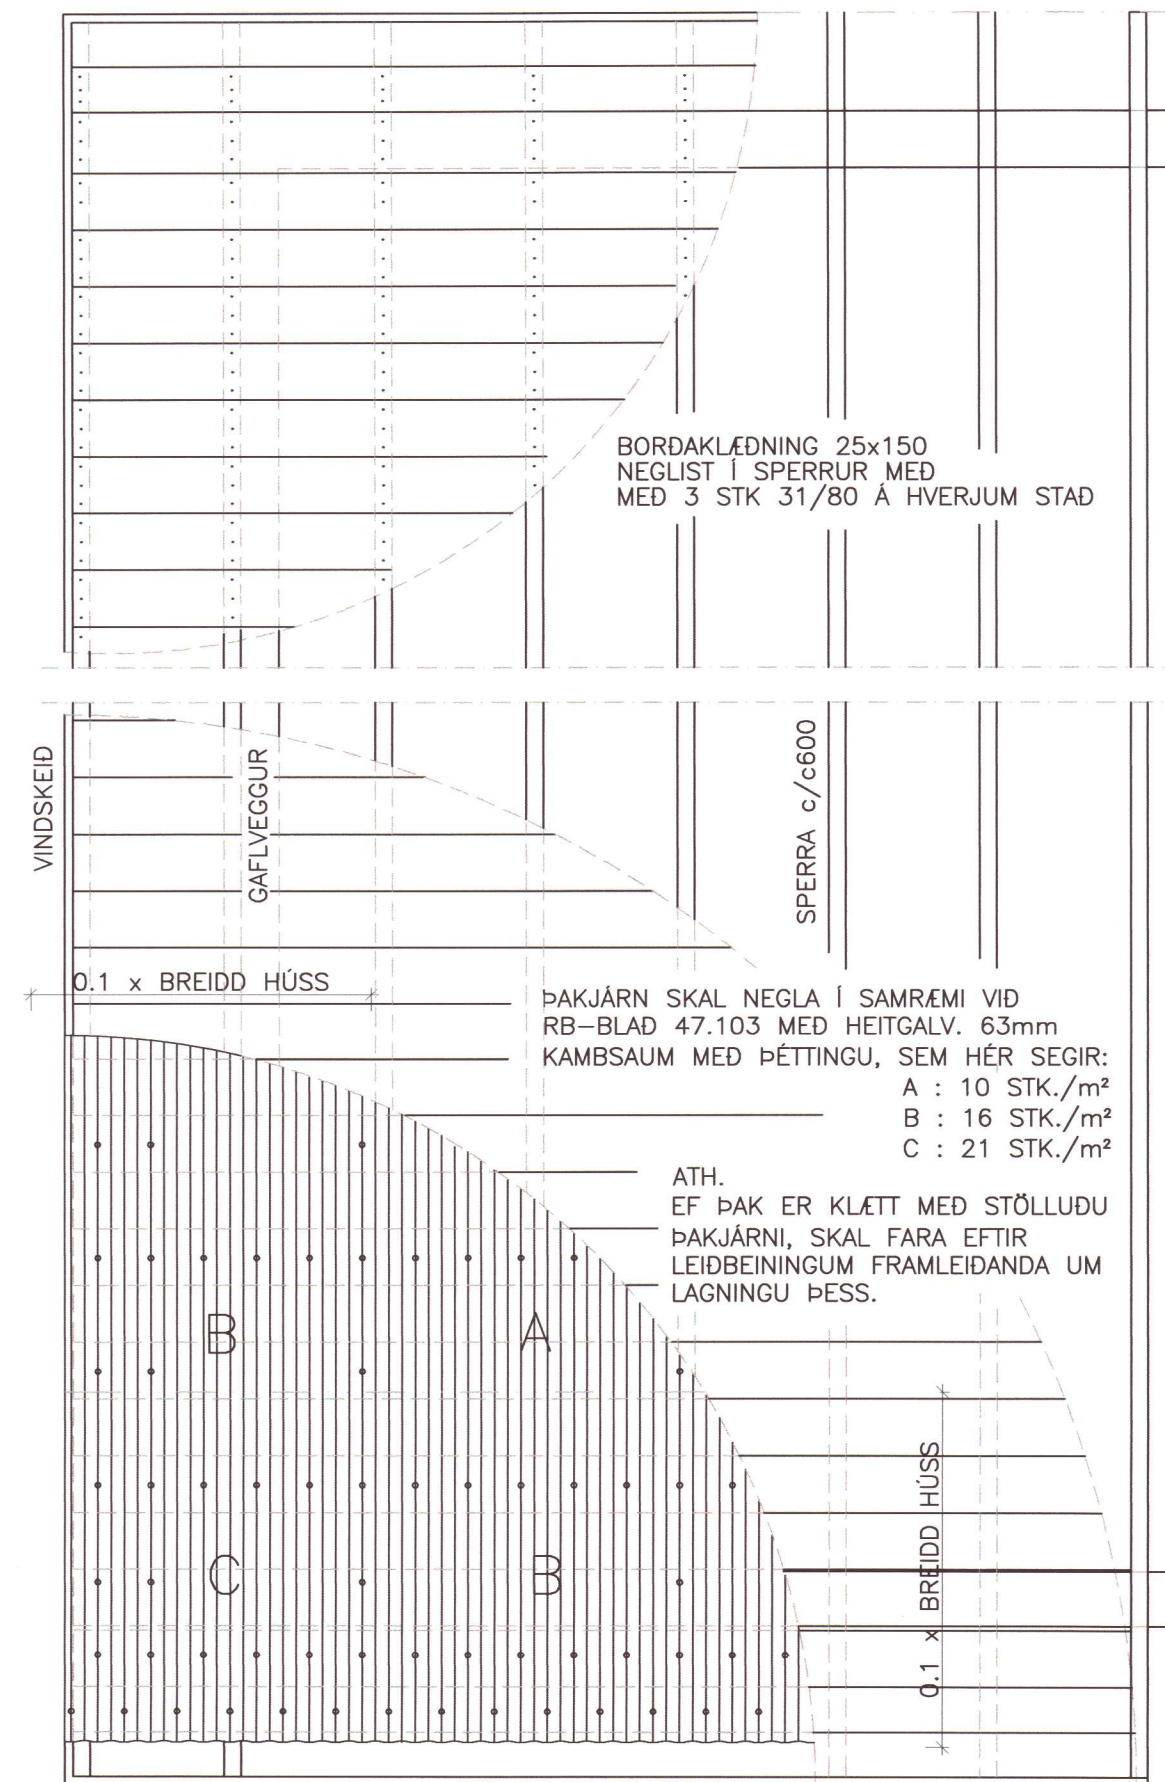 BORÐAKLÆÐNING 25x150
NEGLIST Í SPERRUR MEÐ
MEÐ 3 STK 31/80 Á HVERJUM STAÐ
VINDSKEIÐ
GAFLVEGGUR
SPERRA c/c600
0.1 x BREIDD HÚSS
ÞAKJÁRN SKAL NEGLA Í SAMRÆMI VIÐ
RB-BLAÐ 47.103 MEÐ HEITGALV. 63mm
KAMBSAUM MEÐ ÞÉTTINGU, SEM HÉR SEGIR:
A : 10 STK./m²
B : 16 STK./m²
C : 21 STK./m²
ATH.
EF ÞAK ER KLÆTT MEÐ STÖLLUÐU
ÞAKJÁRNI, SKAL FARA EFTIR
LEIÐBEININGUM FRAMLEIÐANDA UM
LAGNINGU ÞESS.
B
A
C
B
0.1 x BREIDD HÚSS